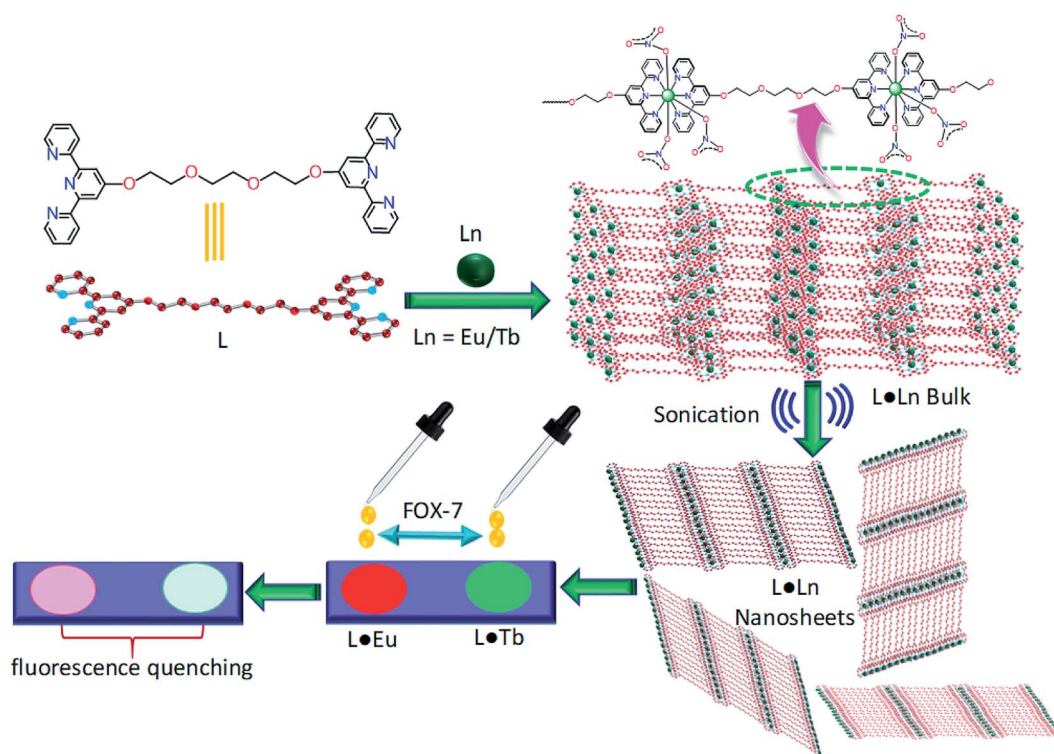 Ln
Ln = Eu/Tb
L
Sonication
L●Ln Bulk
FOX-7
L●Ln
Nanosheets
L●Eu
L●Tb
fluorescence quenching